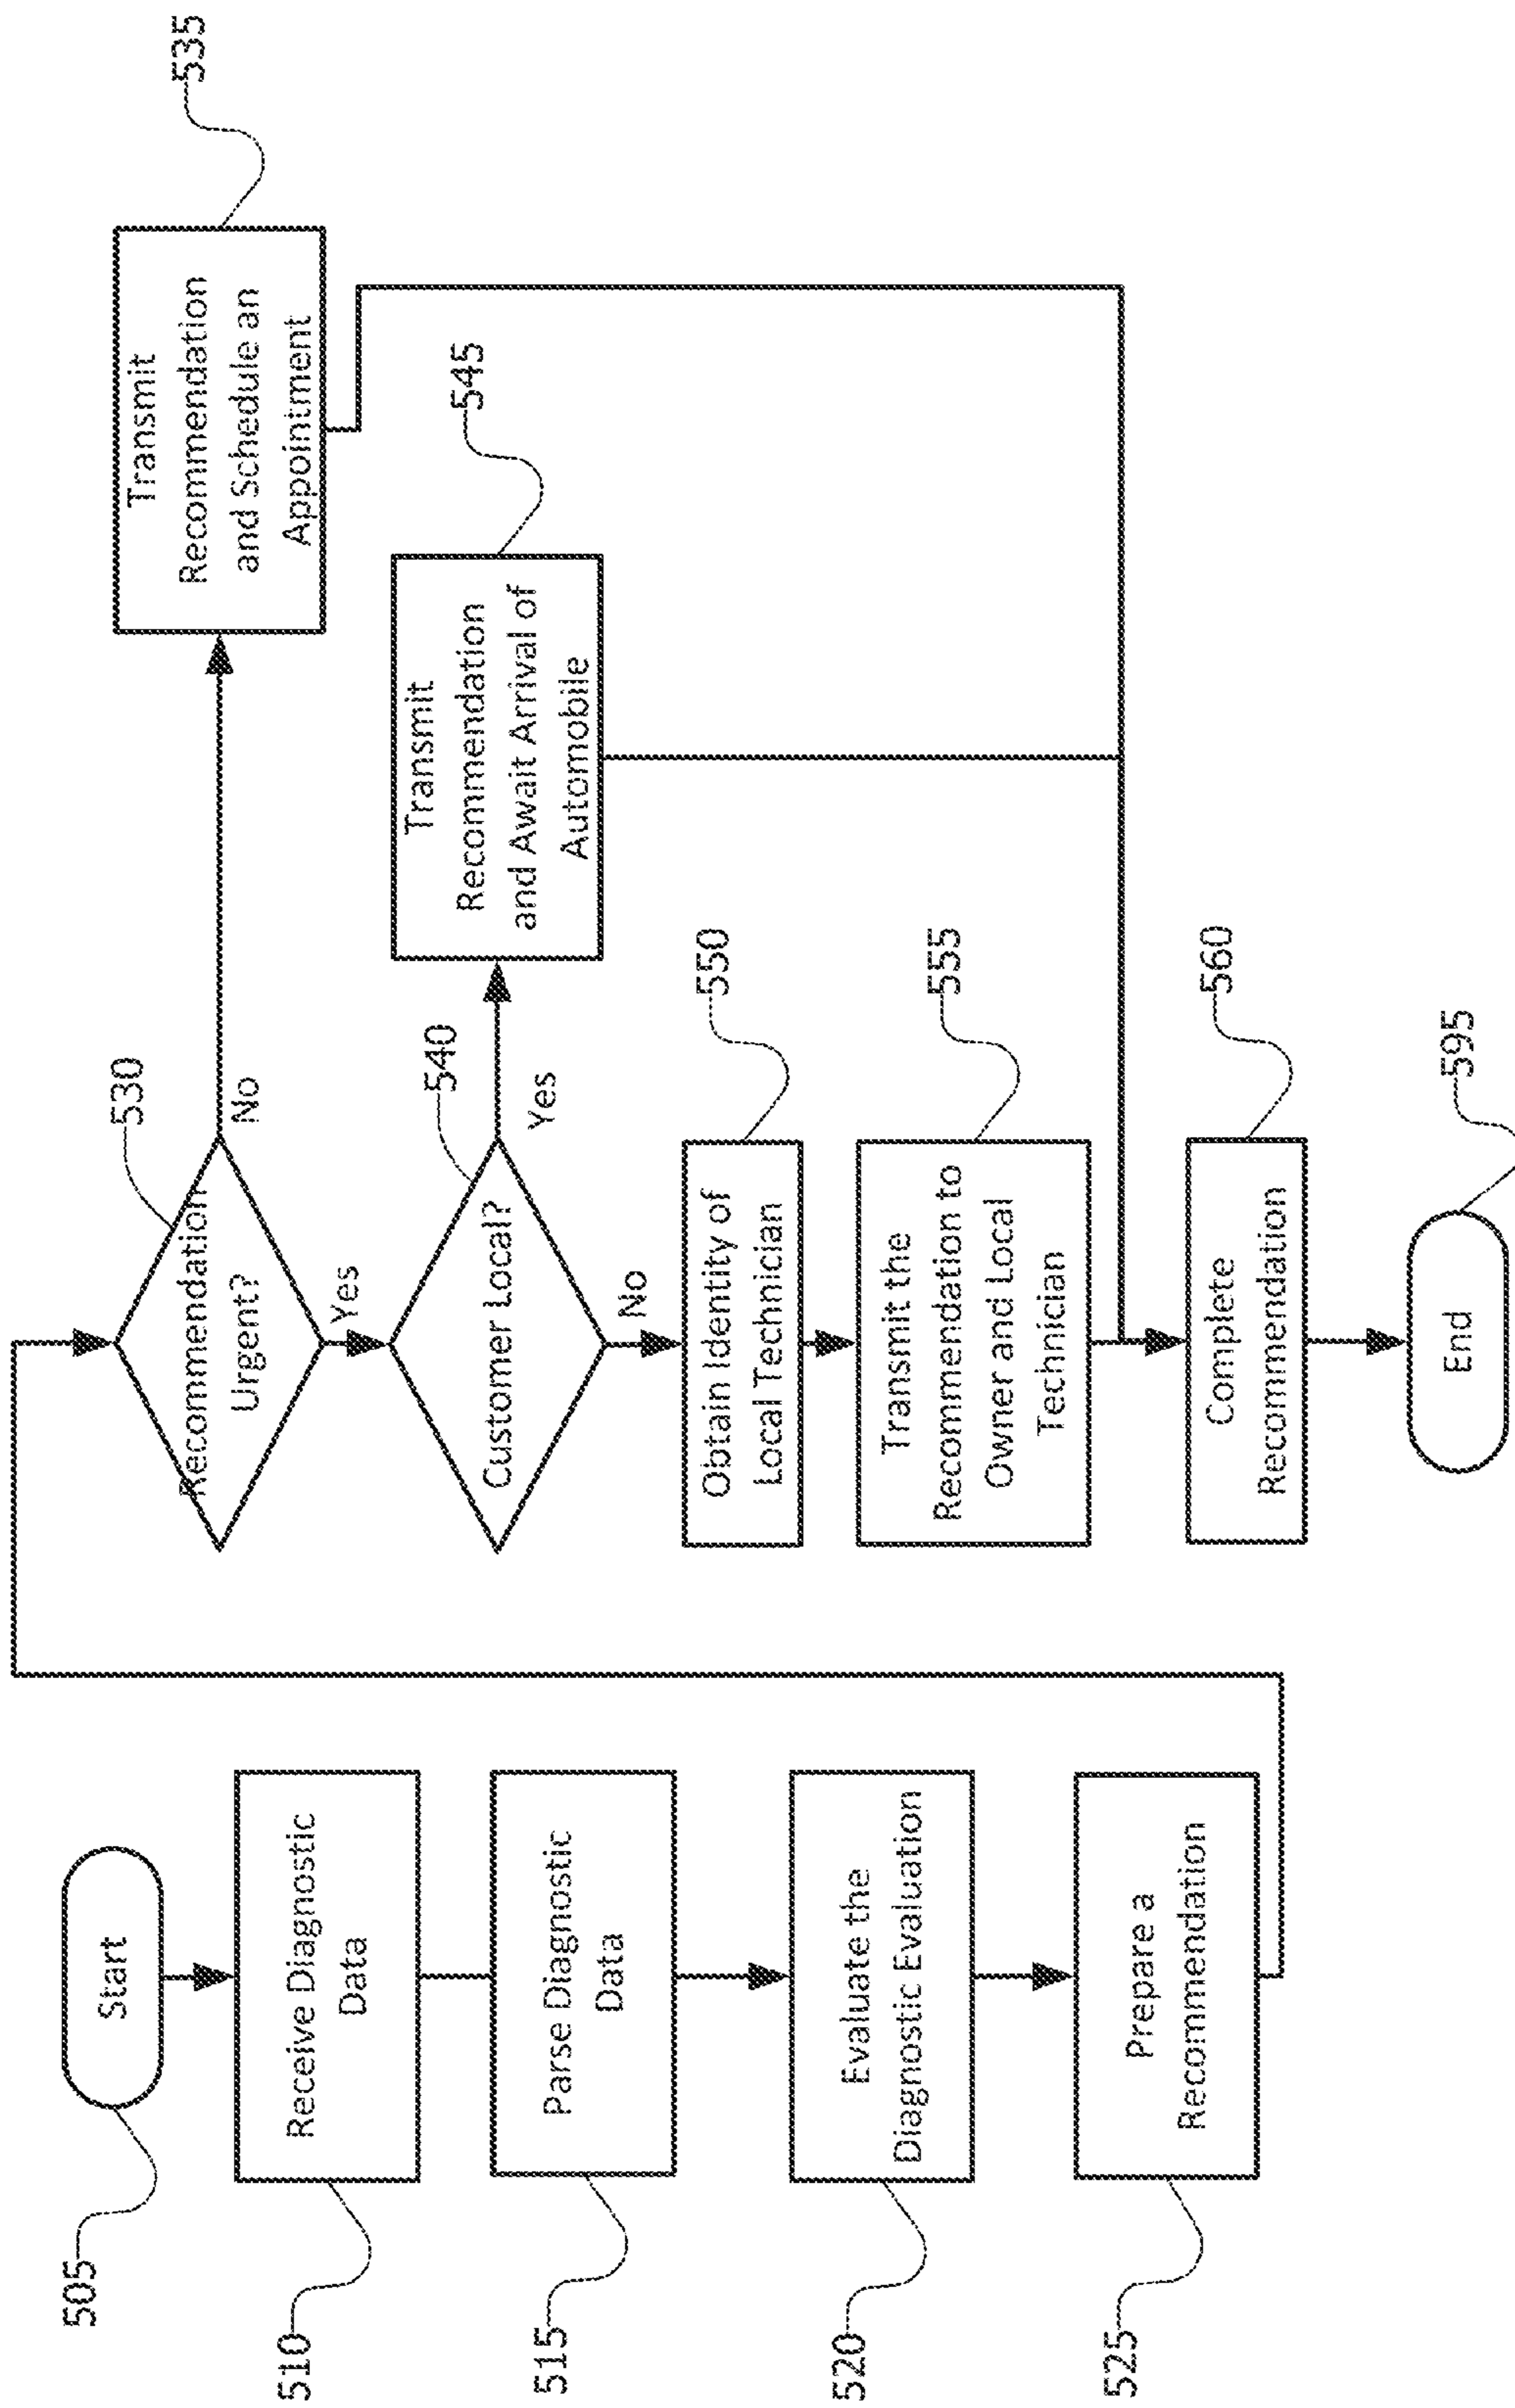 505
Start
510
Receive Diagnostic
Data
515
Parse Diagnostic
Data
520
Evaluate the
Diagnostic Evaluation
525
Prepare a
Recommendation
530
Recommendation
Urgent?
No
Yes
535
Transmit
Recommendation
and Schedule an
Appointment
540
Customer Local?
Yes
No
545
Transmit
Recommendation
and Await Arrival of
Automobile
550
Obtain Identity of
Local Technician
555
Transmit the
Recommendation to
Owner and Local
Technician
560
Complete
Recommendation
595
End